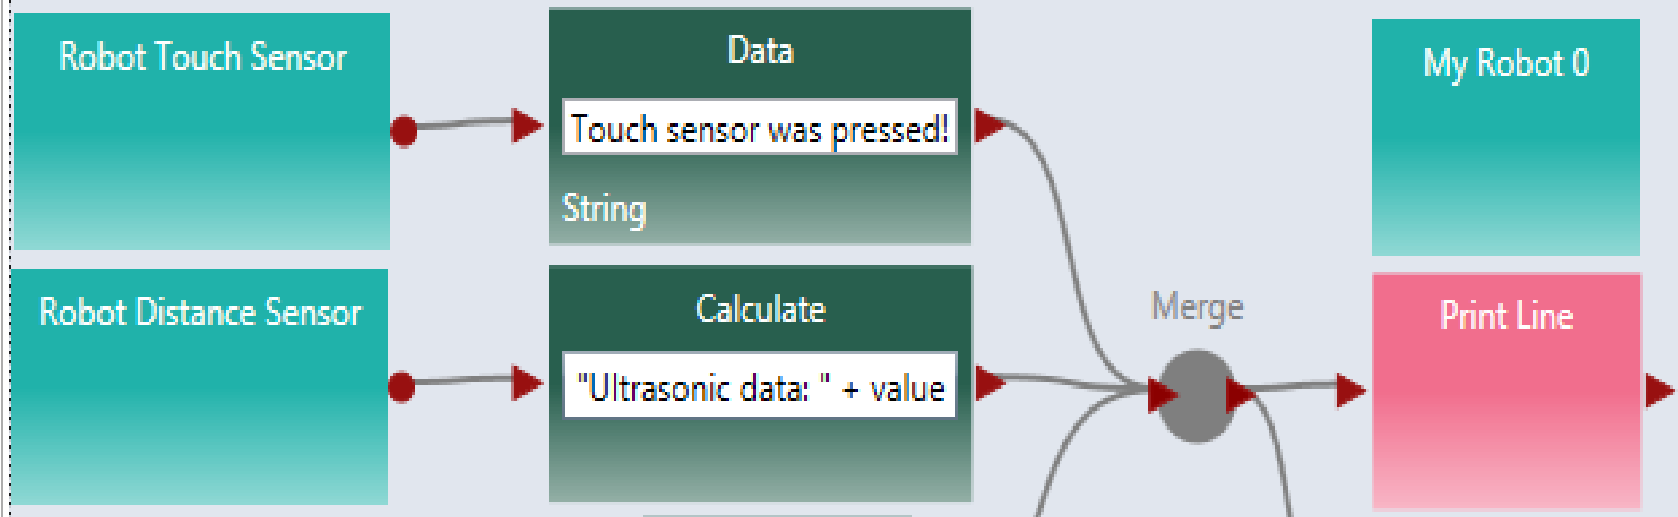 Robot Touch Sensor
Data
Touch sensor was pressed!
String
My Robot 0
Robot Distance Sensor
Calculate
"Ultrasonic data: " + value
Merge
Print Line